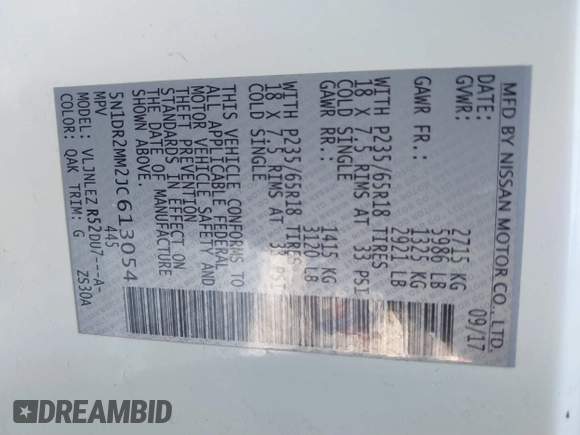 MFD BY NISSAN MOTOR CO., LTD.
DATE: 09/17
GVWR: 2715 KG
5986 LB
GAWR FR.: 1325 KG
2921 LB
WITH P235/65R18 TIRES
18 X 7.5 RIMS AT 33 PSI
COLD SINGLE
GAWR RR.: 1415 KG
3120 LB
WITH P235/65R18 TIRES
18 X 7.5 RIMS AT 33 PSI
COLD SINGLE
THIS VEHICLE CONFORMS TO
ALL APPLICABLE FEDERAL
MOTOR VEHICLE SAFETY AND
THEFT PREVENTION
STANDARDS IN EFFECT ON
THE DATE OF MANUFACTURE
SHOWN ABOVE.
5N1DR2MM2JC613054
MPV 445
MODEL: VLJNLEZ R52DU7---A-
COLOR: QAK TRIM: G ZS30A
DREAMBID